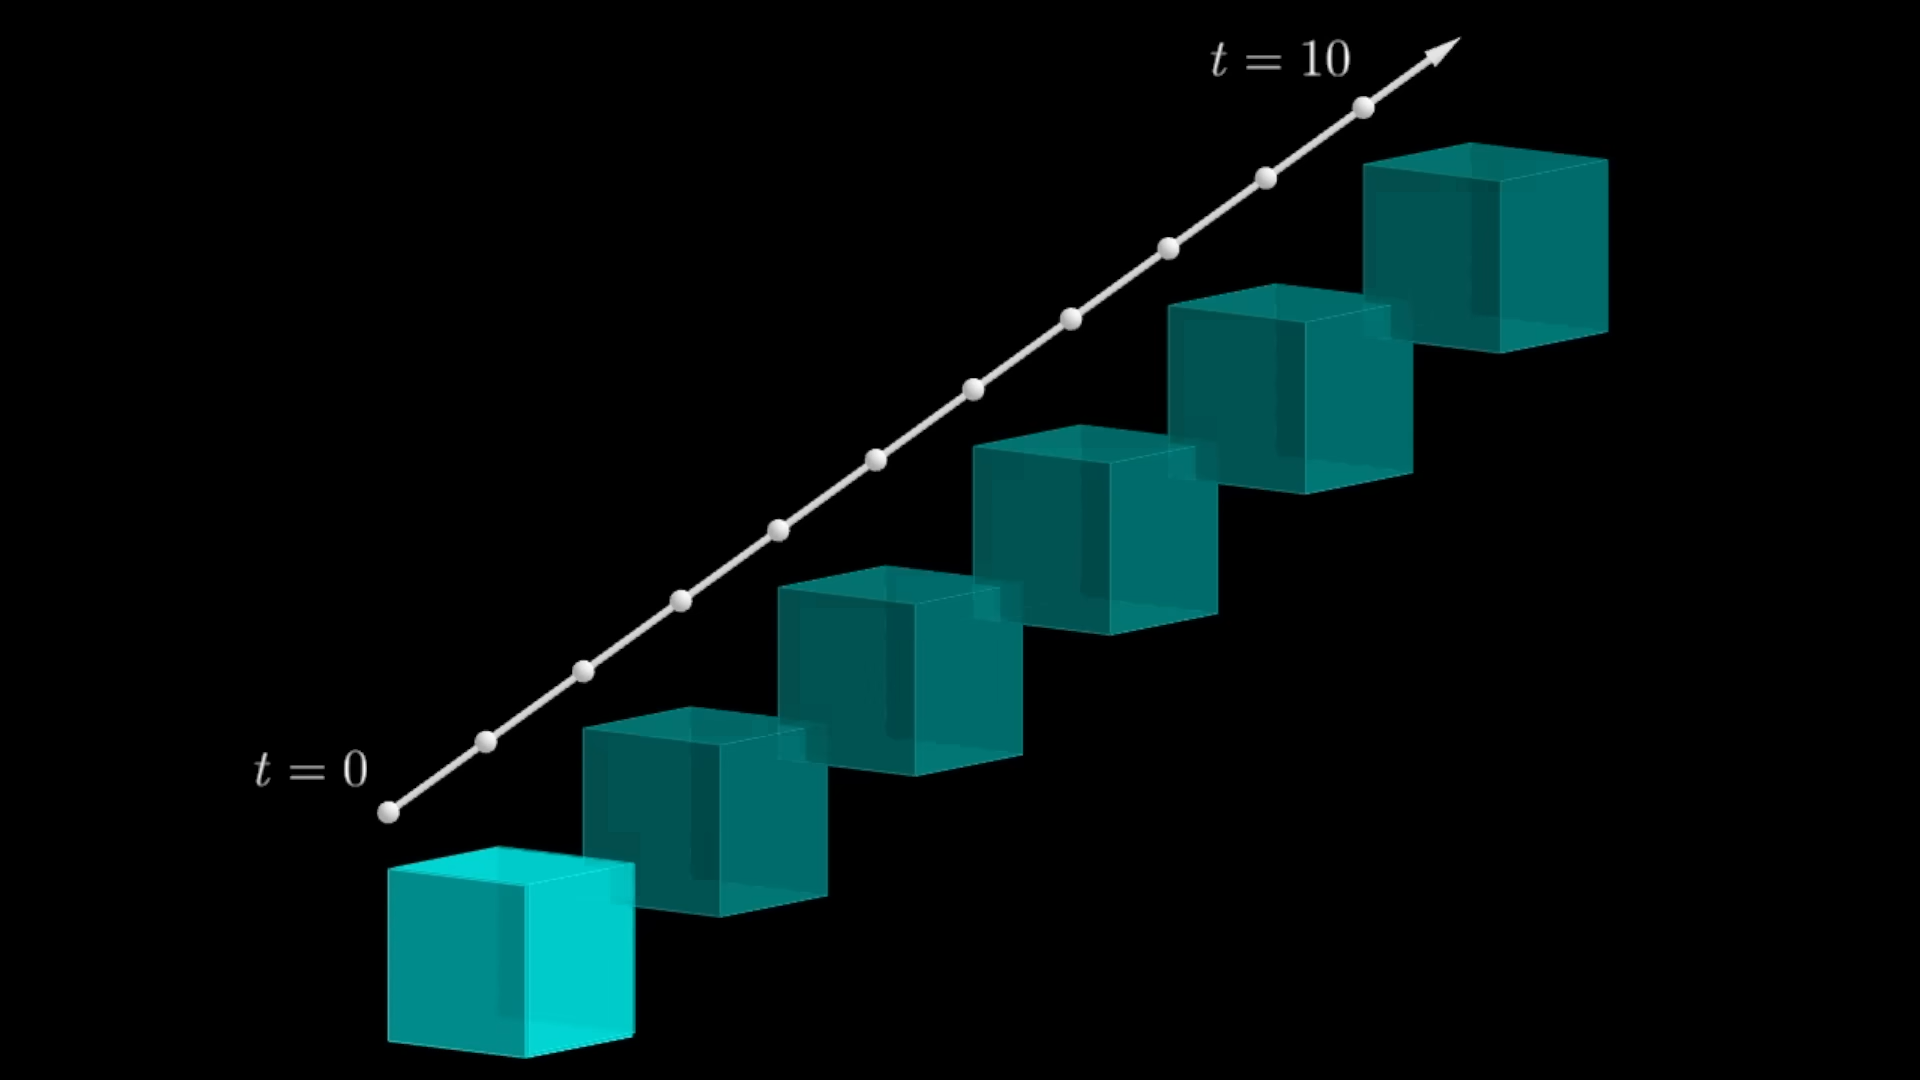 t = 10
t = 0